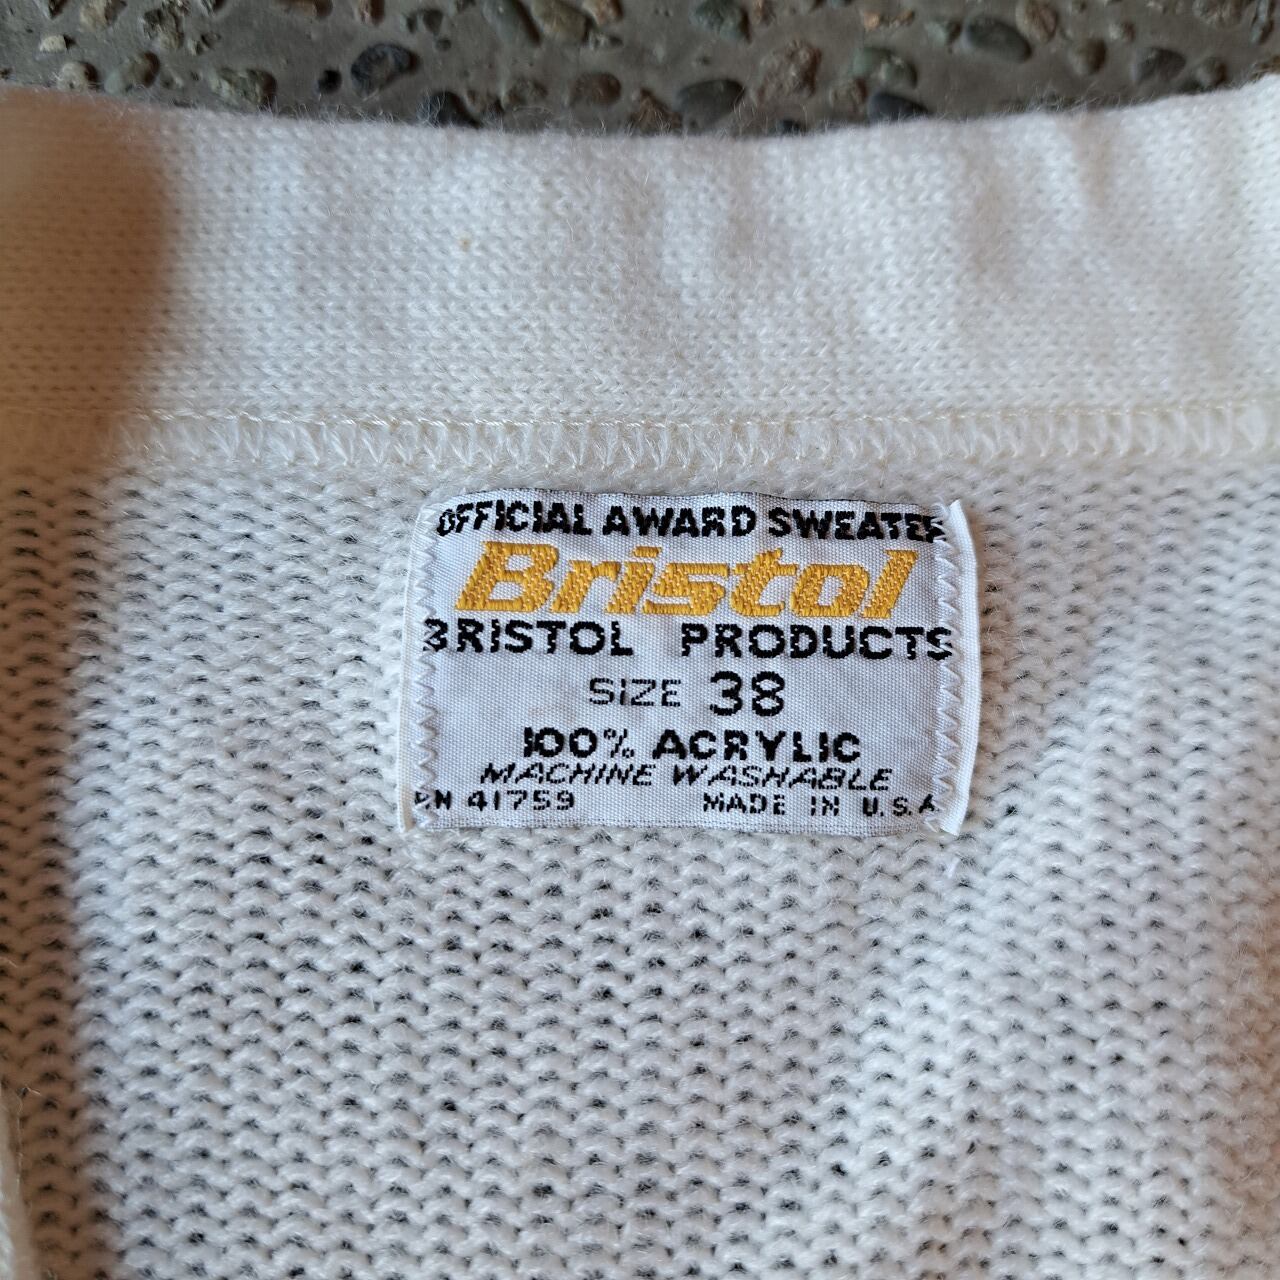 OFFICIAL AWARD SWEATER
Bristol
BRISTOL PRODUCTS
SIZE 38
100% ACRYLIC
MACHINE WASHABLE
RN 41759 MADE IN U.S.A.